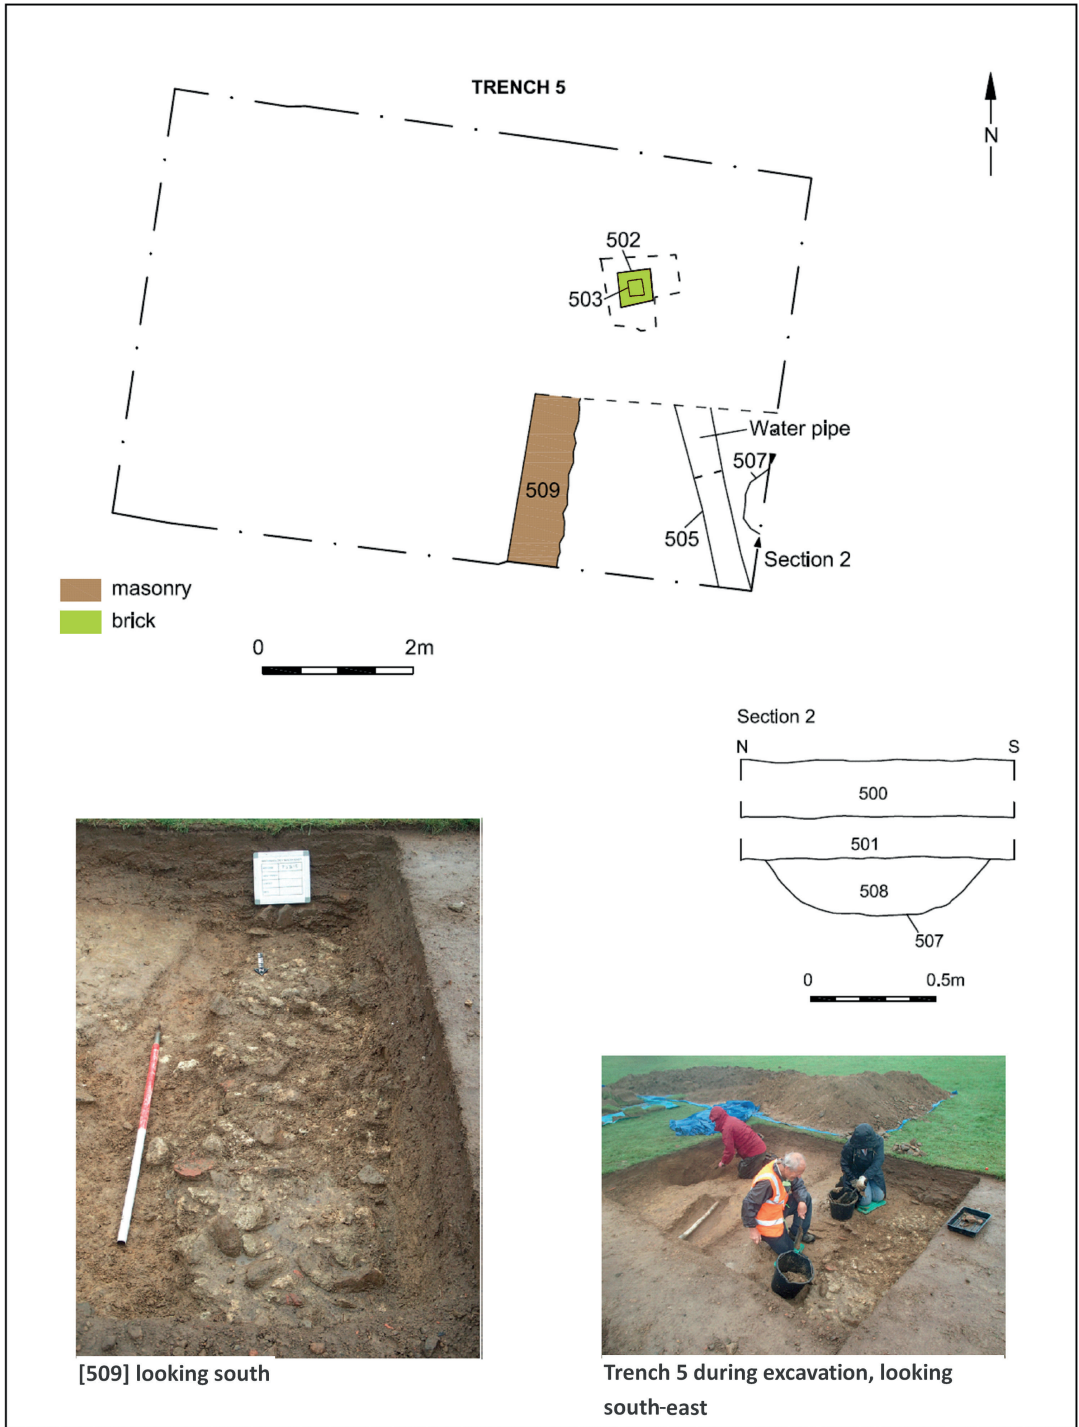 TRENCH 5
N
502
503
Water pipe
507
509
505
Section 2
masonry
brick
0 2m
Section 2
N S
500
501
508
507
0 0.5m
[509] looking south
Trench 5 during excavation, looking
south-east